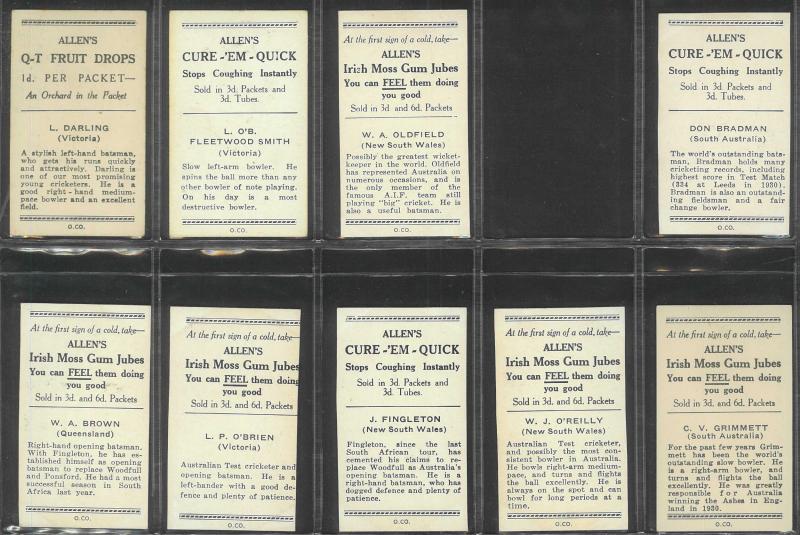 ALLEN'S
Q-T FRUIT DROPS
1d. PER PACKET—
An Orchard in the Packet
L. DARLING
(Victoria)
A stylish left-hand batsman,
who gets his runs quickly
and attractively. Darling is
one of our most promising
young cricketers. He is a
good right-hand medium-
pace bowler and an excellent
field.
O.CO.
ALLEN'S
CURE-'EM-QUICK
Stops Coughing Instantly
Sold in 3d. Packets and
3d. Tubes.
L. O'B.
FLEETWOOD SMITH
(Victoria)
Slow left-arm bowler. He
spins the ball more than any
other bowler of note playing.
On his day is a most
destructive bowler.
O.CO.
At the first sign of a cold, take—
ALLEN'S
Irish Moss Gum Jubes
You can FEEL them doing
you good
Sold in 3d. and 6d. Packets
W. A. OLDFIELD
(New South Wales)
Possibly the greatest wicket-
keeper in the world. Oldfield
has represented Australia on
numerous occasions, and is
the only member of the
famous A.I.F. team still
playing "big" cricket. He is
also a useful batsman.
O.CO.
ALLEN'S
CURE-'EM-QUICK
Stops Coughing Instantly
Sold in 3d. Packets and
3d. Tubes.
DON BRADMAN
(South Australia)
The world's outstanding bats-
man, Bradman holds many
cricketing records, including
highest score in Test Match
(334 at Leeds in 1930).
Bradman is also an outstand-
ing fieldsman and a fair
change bowler.
O.CO.
At the first sign of a cold, take—
ALLEN'S
Irish Moss Gum Jubes
You can FEEL them doing
you good
Sold in 3d. and 6d. Packets
W. A. BROWN
(Queensland)
Right-hand opening batsman.
With Fingleton, he has es-
tablished himself as opening
batsman to replace Woodfull
and Ponsford. He had a most
successful season in South
Africa last year.
O.CO.
At the first sign of a cold, take—
ALLEN'S
Irish Moss Gum Jubes
You can FEEL them doing
you good
Sold in 3d. and 6d. Packets
L. P. O'BRIEN
(Victoria)
Australian Test cricketer and
opening batsman. He is a
left-hander with a good de-
fence and plenty of patience.
O.CO.
ALLEN'S
CURE-'EM-QUICK
Stops Coughing Instantly
Sold in 3d. Packets and
3d. Tubes.
J. FINGLETON
(New South Wales)
Fingleton, since the last
South African tour, has
cemented his claims to re-
place Woodfull as Australia's
opening batsman. He is a
right-hand batsman, who has
dogged defence and plenty of
patience.
O.CO.
At the first sign of a cold, take—
ALLEN'S
Irish Moss Gum Jubes
You can FEEL them doing
you good
Sold in 3d. and 6d. Packets
W. J. O'REILLY
(New South Wales)
Australian Test cricketer,
and possibly the most con-
sistent bowler in Australia.
He bowls right-arm medium-
pace, and turns and flights
the ball excellently. He is
always on the spot and can
bowl for long periods at a
time.
O.CO.
At the first sign of a cold, take—
ALLEN'S
Irish Moss Gum Jubes
You can FEEL them doing
you good
Sold in 3d. and 6d. Packets
C. V. GRIMMETT
(South Australia)
For the past few years Grim-
mett has been the world's
outstanding slow bowler. He
is a right-arm bowler, and
turns and flights the ball
excellently. He was greatly
responsible for Australia
winning the Ashes in Eng-
land in 1930.
O.CO.